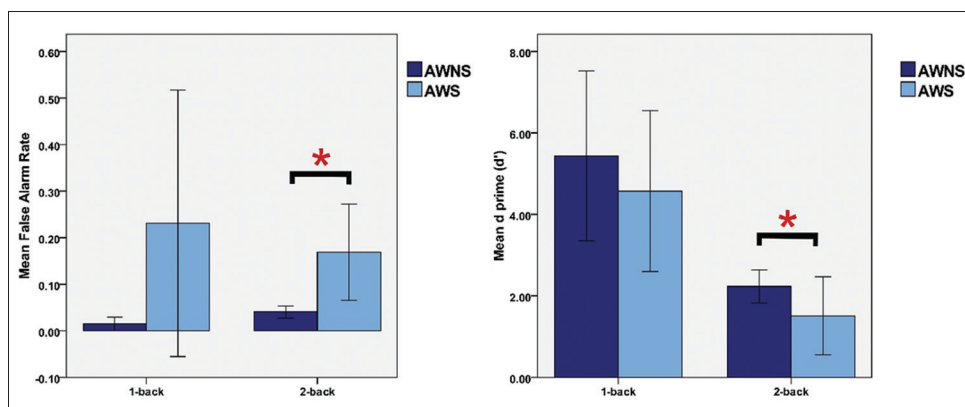 Mean False Alarm Rate
0.60
0.50
0.40
0.30
0.20
0.10
0.00
-0.10
*
1-back
2-back
AWNS
AWS
Mean d prime (d')
8.00
6.00
4.00
2.00
0.00
*
1-back
2-back
AWNS
AWS